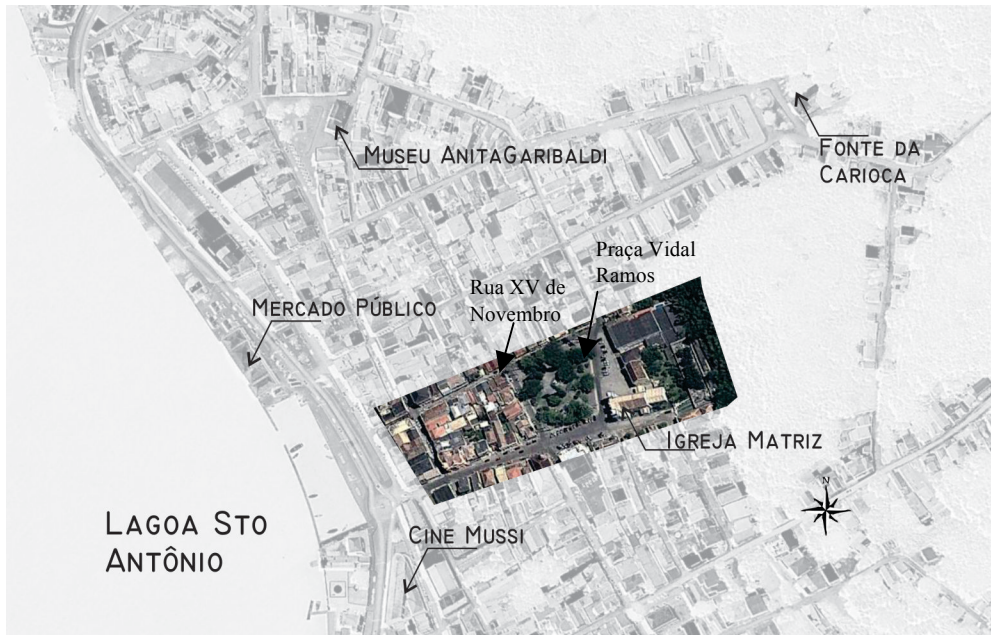 Museu AnitaGaribaldi
Fonte da
Carioca
Praça Vidal
Ramos
Rua XV de
Novembro
Mercado Público
Igreja Matriz
N
Lagoa Sto
Antônio
Cine Mussi